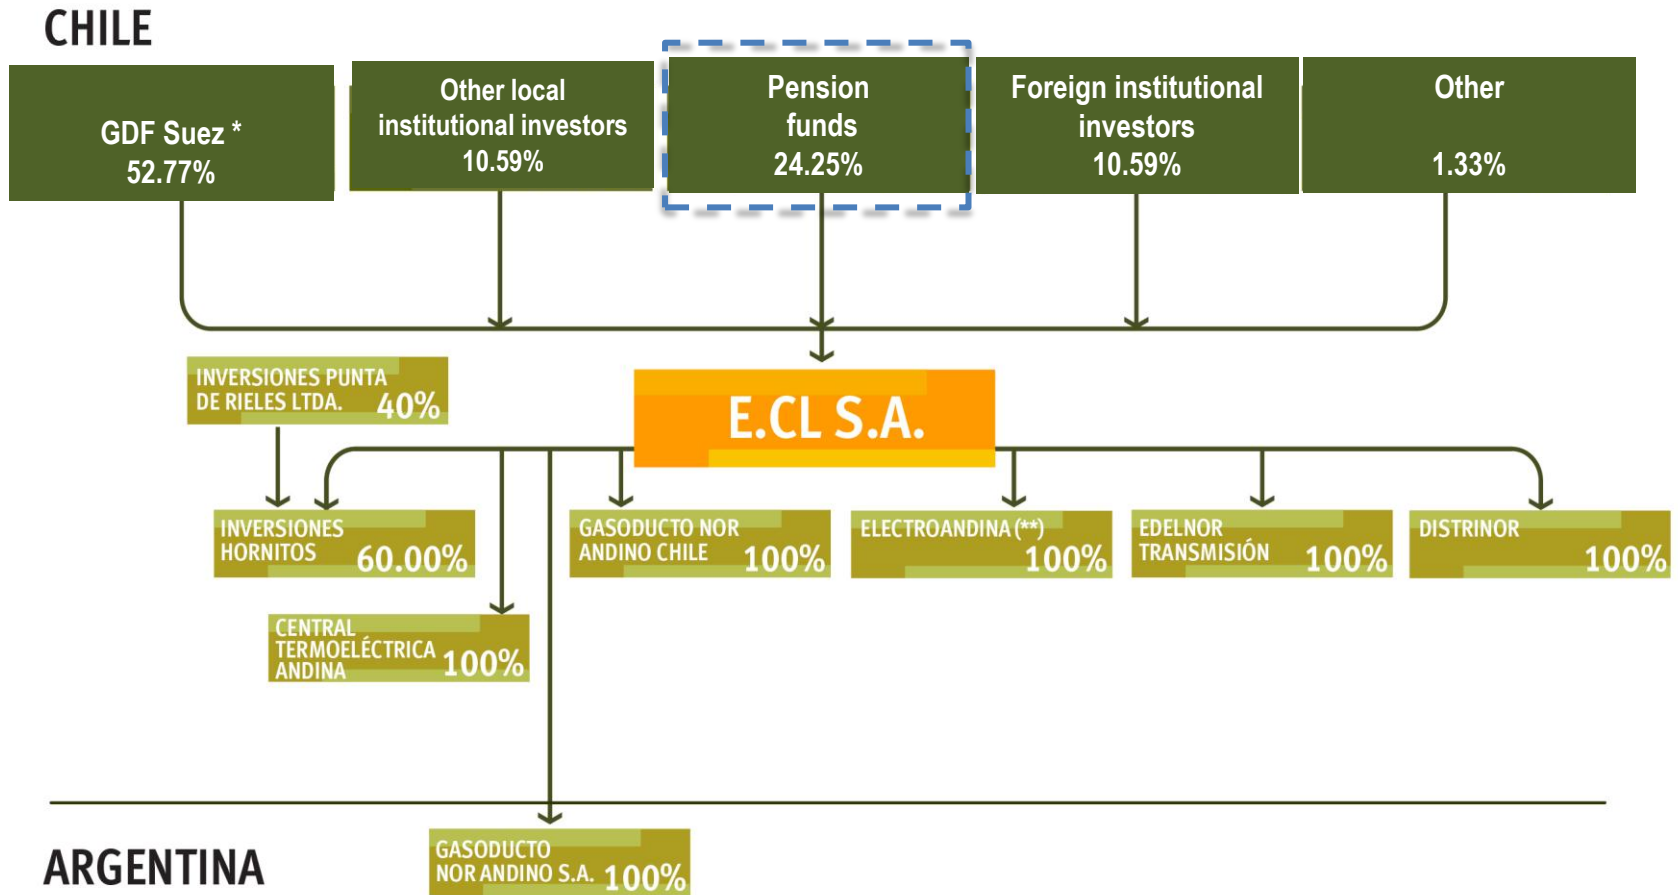 CHILE
GDF Suez *
52.77%
Other local
institutional investors
10.59%
Pension
funds
24.25%
Foreign institutional
investors
10.59%
Other
1.33%
INVERSIONES PUNTA
DE RIELES LTDA. 40%
E.CL S.A.
INVERSIONES
HORNITOS 60.00%
GASODUCTO NOR
ANDINO CHILE 100%
ELECTROANDINA (**)
100%
EDELNOR
TRANSMISIÓN 100%
DISTRINOR
100%
CENTRAL
TERMOELÉCTRICA
ANDINA 100%
ARGENTINA
GASODUCTO
NOR ANDINO S.A. 100%